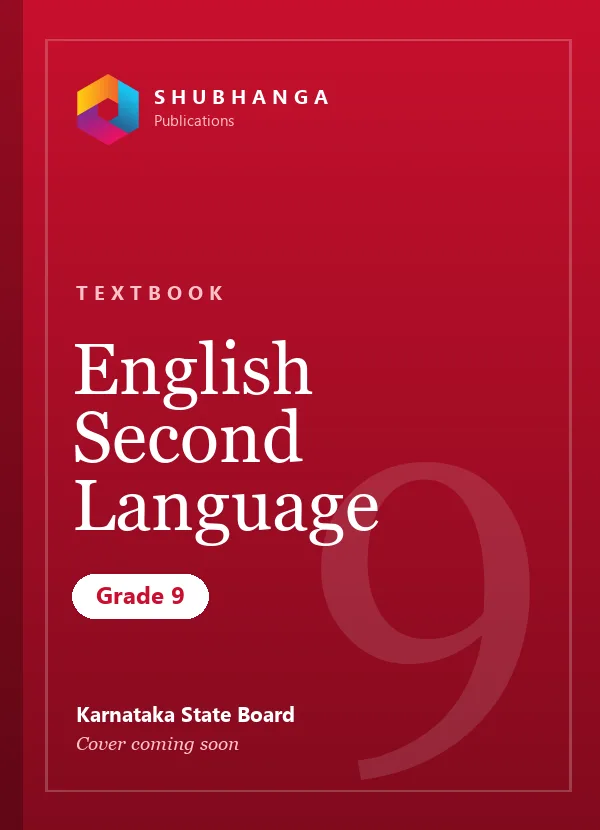 SHUBHANGA
Publications
TEXTBOOK
English
Second
Language
9
Grade 9
Karnataka State Board
Cover coming soon